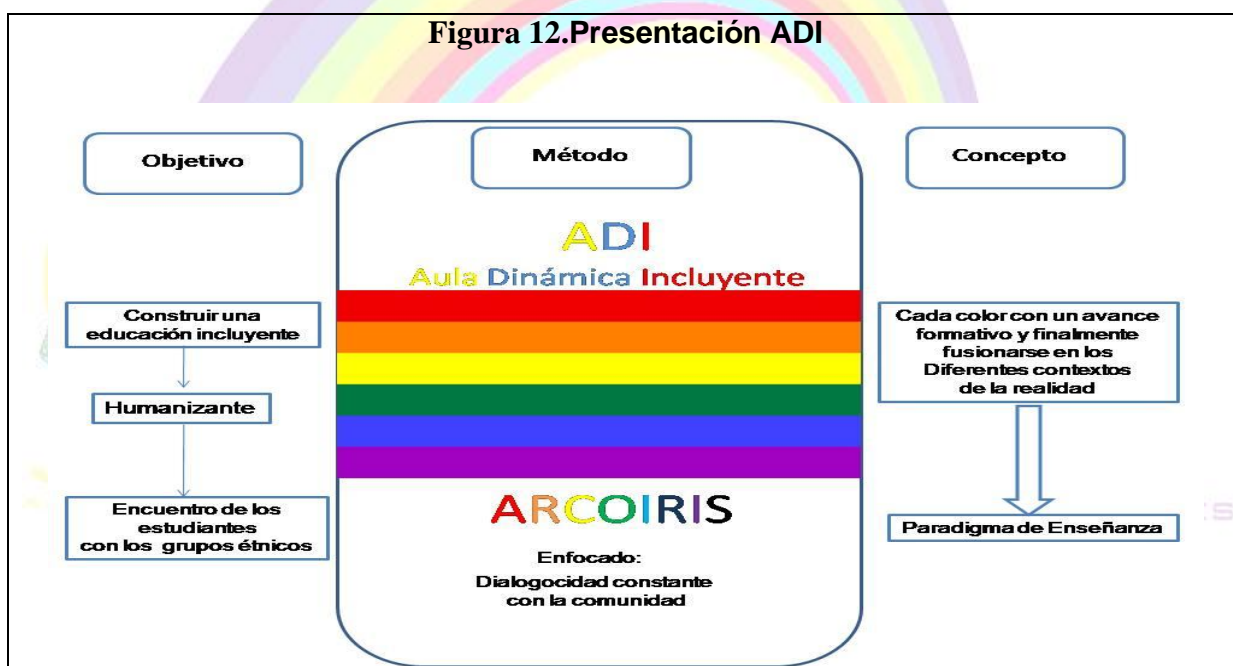 Figura 12.Presentación ADI
Objetivo
Construir una
educación incluyente
Humanizante
Encuentro de los
estudiantes
con los grupos étnicos
Método
ADI
Aula Dinámica Incluyente
ARCOIRIS
Enfocado:
Dialogocidad constante
con la comunidad
Concepto
Cada color con un avance
formativo y finalmente
fusionarse en los
Diferentes contextos
de la realidad
Paradigma de Enseñanza